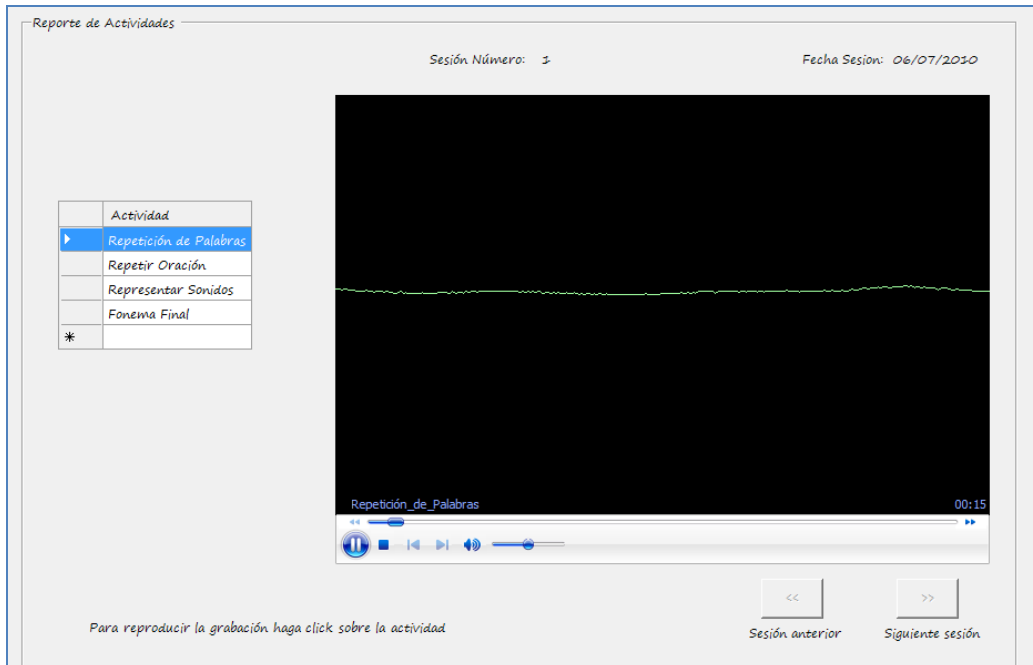 Reporte de Actividades
Sesión Número: 1
Fecha Sesion: 06/07/2010
Actividad
Repetición de Palabras
Repetir Oración
Representar Sonidos
Fonema Final
*
Repetición_de_Palabras
00:15
<<
>>
Sesión anterior
Siguiente sesión
Para reproducir la grabación haga click sobre la actividad